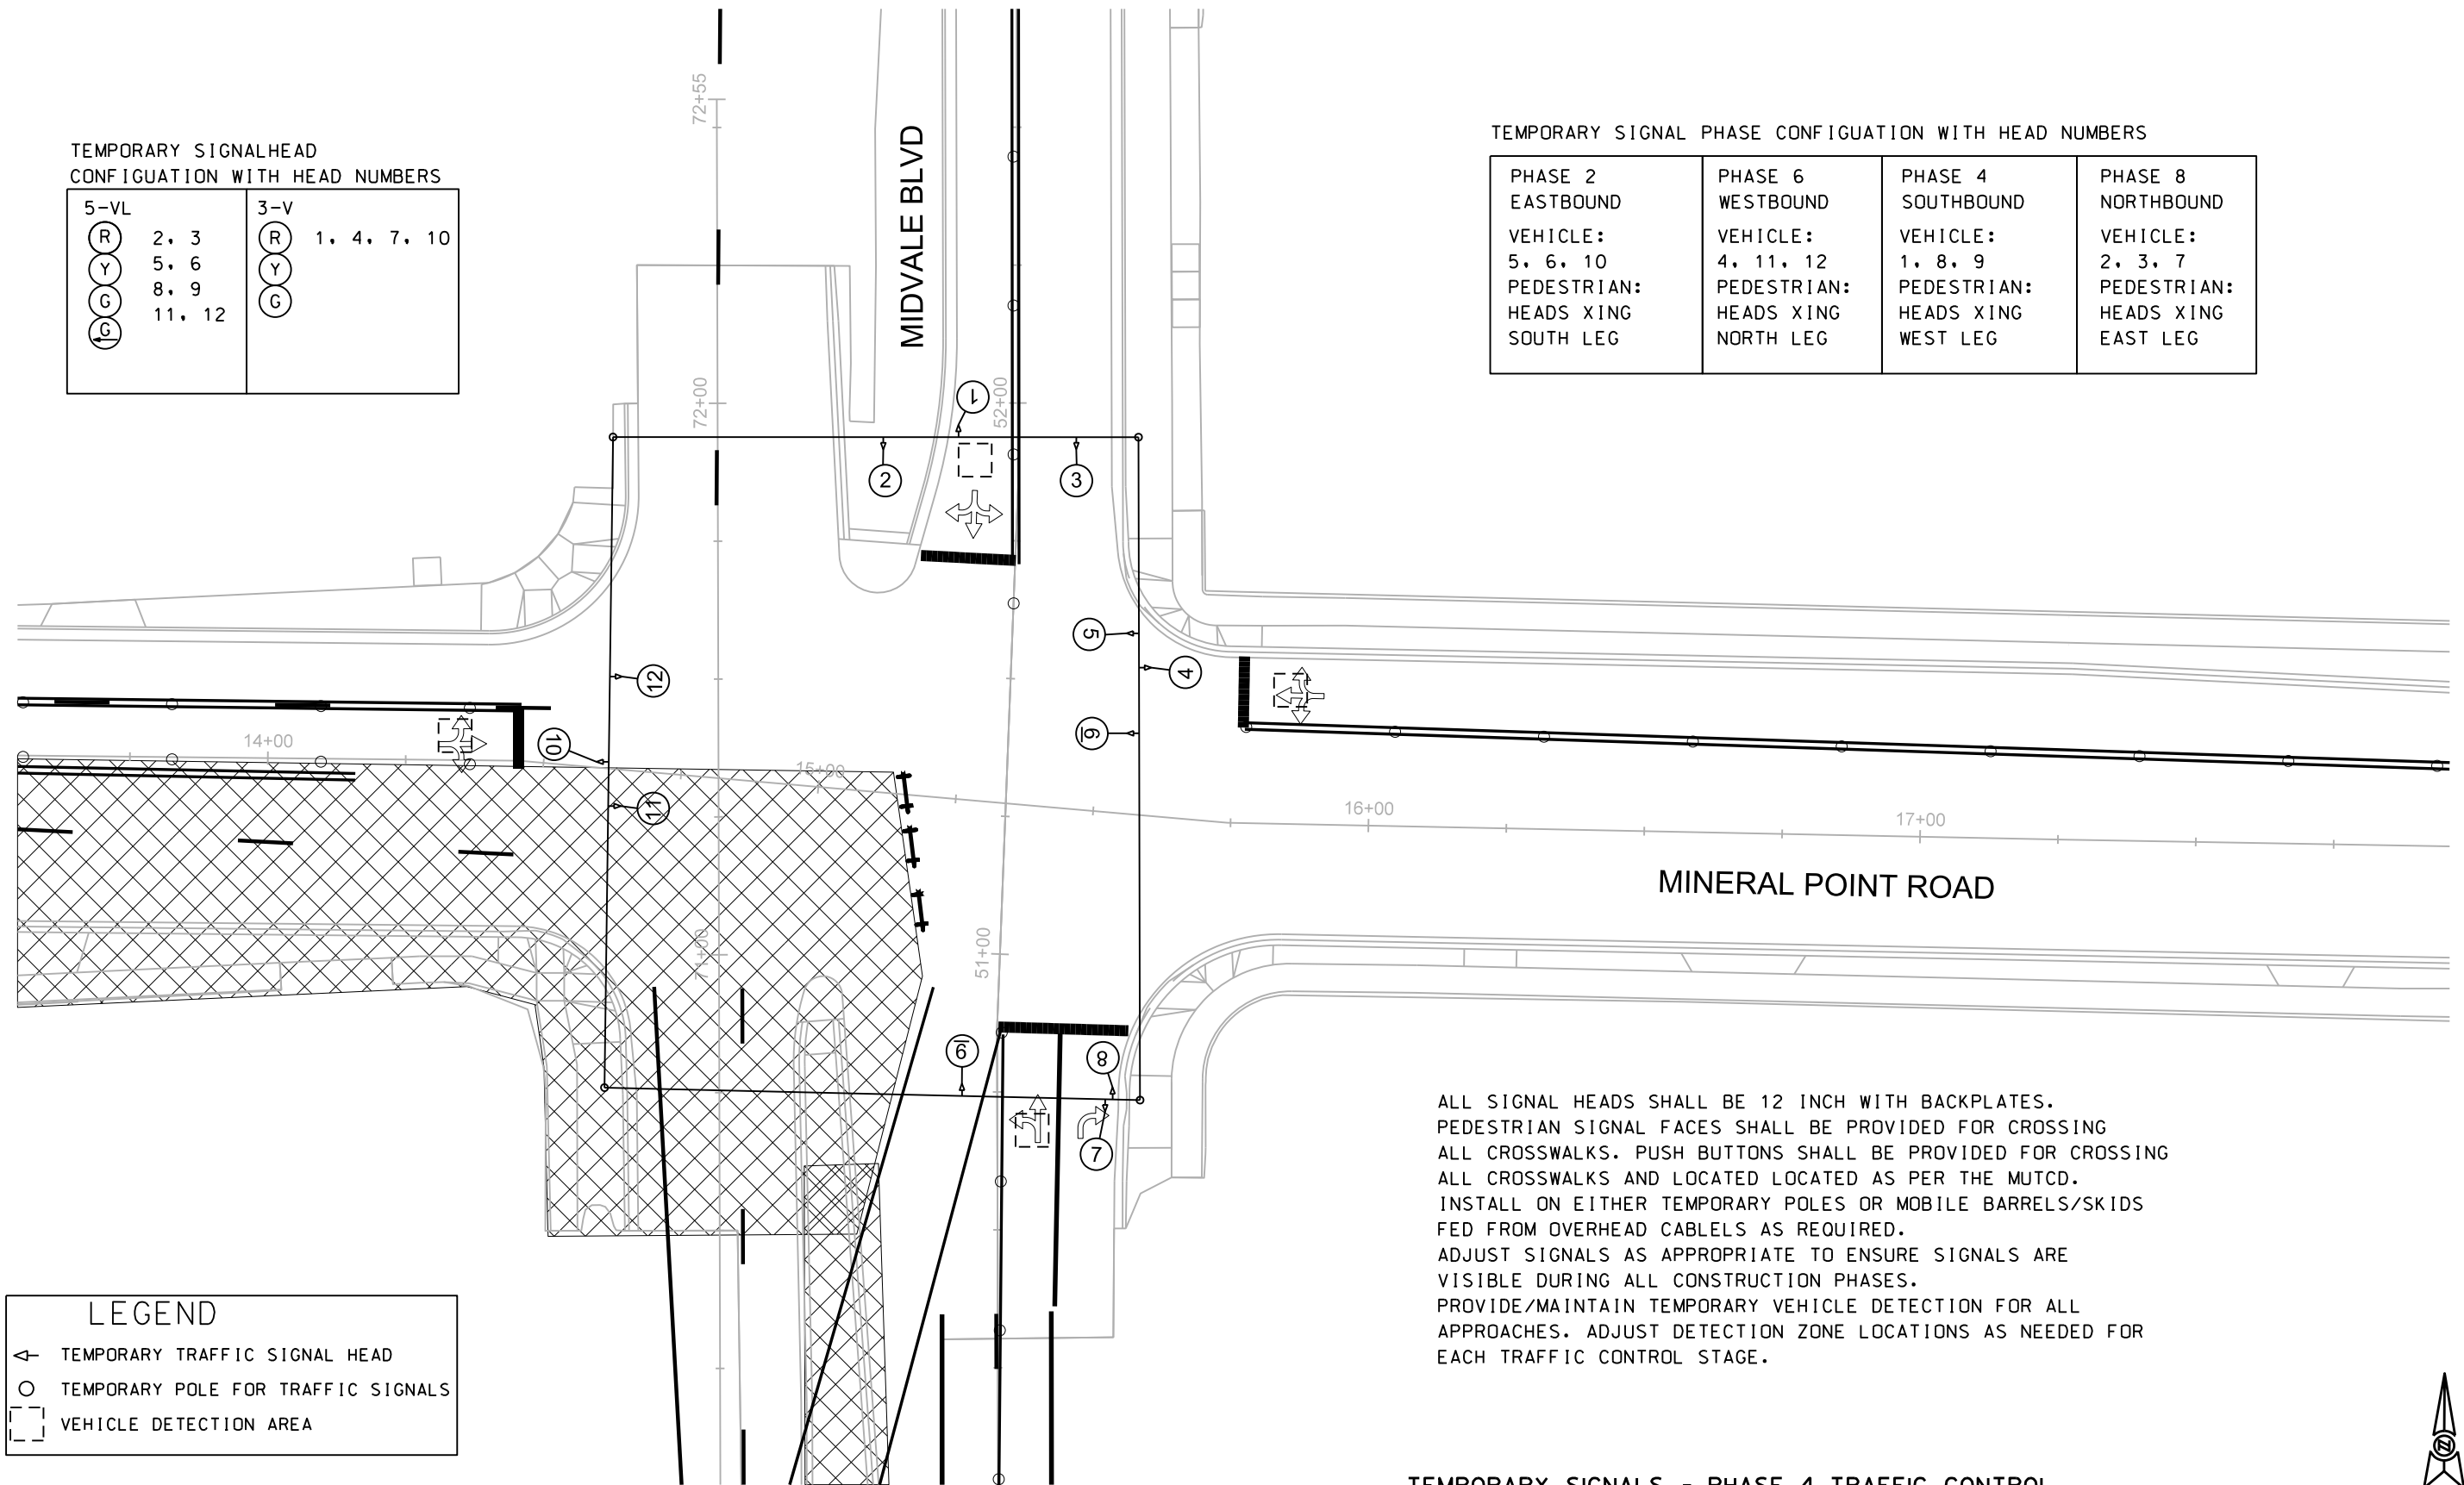 TEMPORARY SIGNALHEAD
CONFIGUATION WITH HEAD NUMBERS
5-VL
R 2, 3
Y 5, 6
G 8, 9
G 11, 12
3-V
R 1, 4, 7, 10
Y
G
TEMPORARY SIGNAL PHASE CONFIGUATION WITH HEAD NUMBERS
PHASE 2
EASTBOUND
VEHICLE:
5, 6, 10
PEDESTRIAN:
HEADS XING
SOUTH LEG
PHASE 6
WESTBOUND
VEHICLE:
4, 11, 12
PEDESTRIAN:
HEADS XING
NORTH LEG
PHASE 4
SOUTHBOUND
VEHICLE:
1, 8, 9
PEDESTRIAN:
HEADS XING
WEST LEG
PHASE 8
NORTHBOUND
VEHICLE:
2, 3, 7
PEDESTRIAN:
HEADS XING
EAST LEG
72+55
MIDVALE BLVD
72+00
52+00
1
2
3
5
4
12
6
10
11
14+00
15+00
16+00
17+00
MINERAL POINT ROAD
71+00
51+00
9
8
7
ALL SIGNAL HEADS SHALL BE 12 INCH WITH BACKPLATES.
PEDESTRIAN SIGNAL FACES SHALL BE PROVIDED FOR CROSSING
ALL CROSSWALKS. PUSH BUTTONS SHALL BE PROVIDED FOR CROSSING
ALL CROSSWALKS AND LOCATED LOCATED AS PER THE MUTCD.
INSTALL ON EITHER TEMPORARY POLES OR MOBILE BARRELS/SKIDS
FED FROM OVERHEAD CABLELS AS REQUIRED.
ADJUST SIGNALS AS APPROPRIATE TO ENSURE SIGNALS ARE
VISIBLE DURING ALL CONSTRUCTION PHASES.
PROVIDE/MAINTAIN TEMPORARY VEHICLE DETECTION FOR ALL
APPROACHES. ADJUST DETECTION ZONE LOCATIONS AS NEEDED FOR
EACH TRAFFIC CONTROL STAGE.
LEGEND
TEMPORARY TRAFFIC SIGNAL HEAD
TEMPORARY POLE FOR TRAFFIC SIGNALS
VEHICLE DETECTION AREA
N
TEMPORARY SIGNALS - PHASE 4 TRAFFIC CONTROL